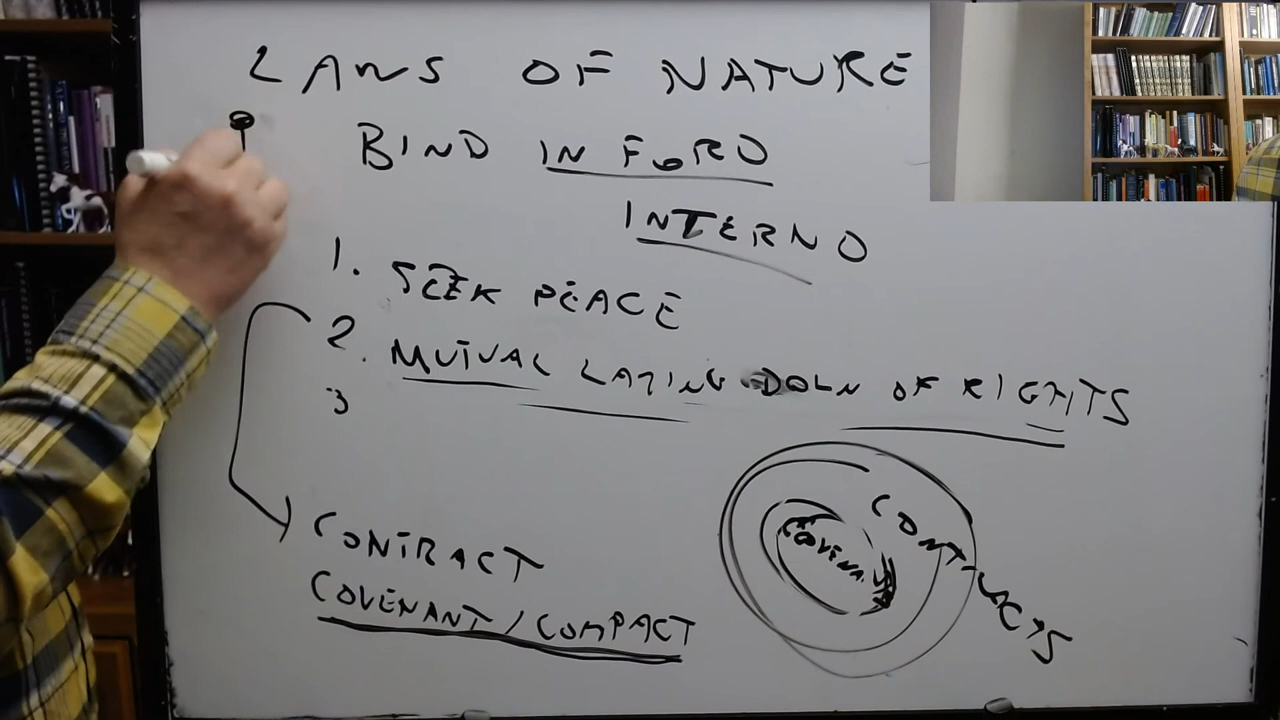 LAWS OF NATURE
BIND IN FORO
INTERNO
1. SEEK PEACE
2. MUTUAL LAYING DOWN OF RIGHTS
3
CONTRACT
COVENANT/COMPACT
CONTRACTS